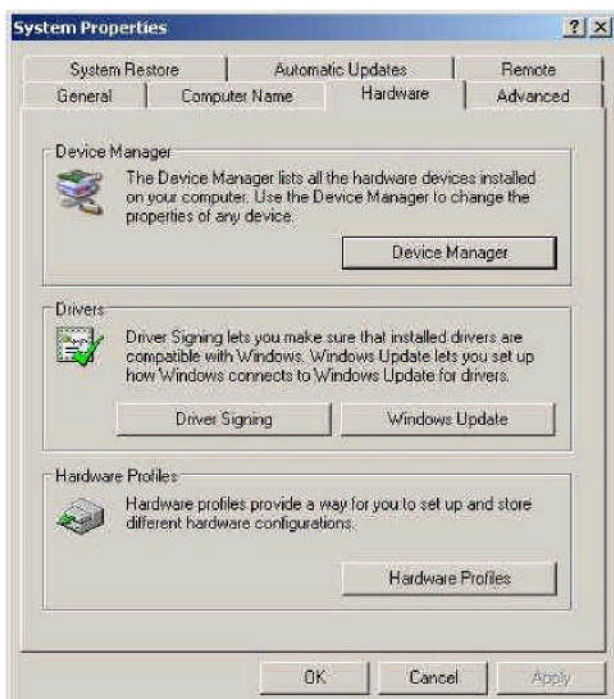 System Properties
System Restore
Automatic Updates
Remote
General
Computer Name
Hardware
Advanced
Device Manager
The Device Manager lists all the hardware devices installed
on your computer. Use the Device Manager to change the
properties of any device.
Device Manager
Drivers
Driver Signing lets you make sure that installed drivers are
compatible with Windows. Windows Update lets you set up
how Windows connects to Windows Update for drivers.
Driver Signing
Windows Update
Hardware Profiles
Hardware profiles provide a way for you to set up and store
different hardware configurations.
Hardware Profiles
OK
Cancel
Apply